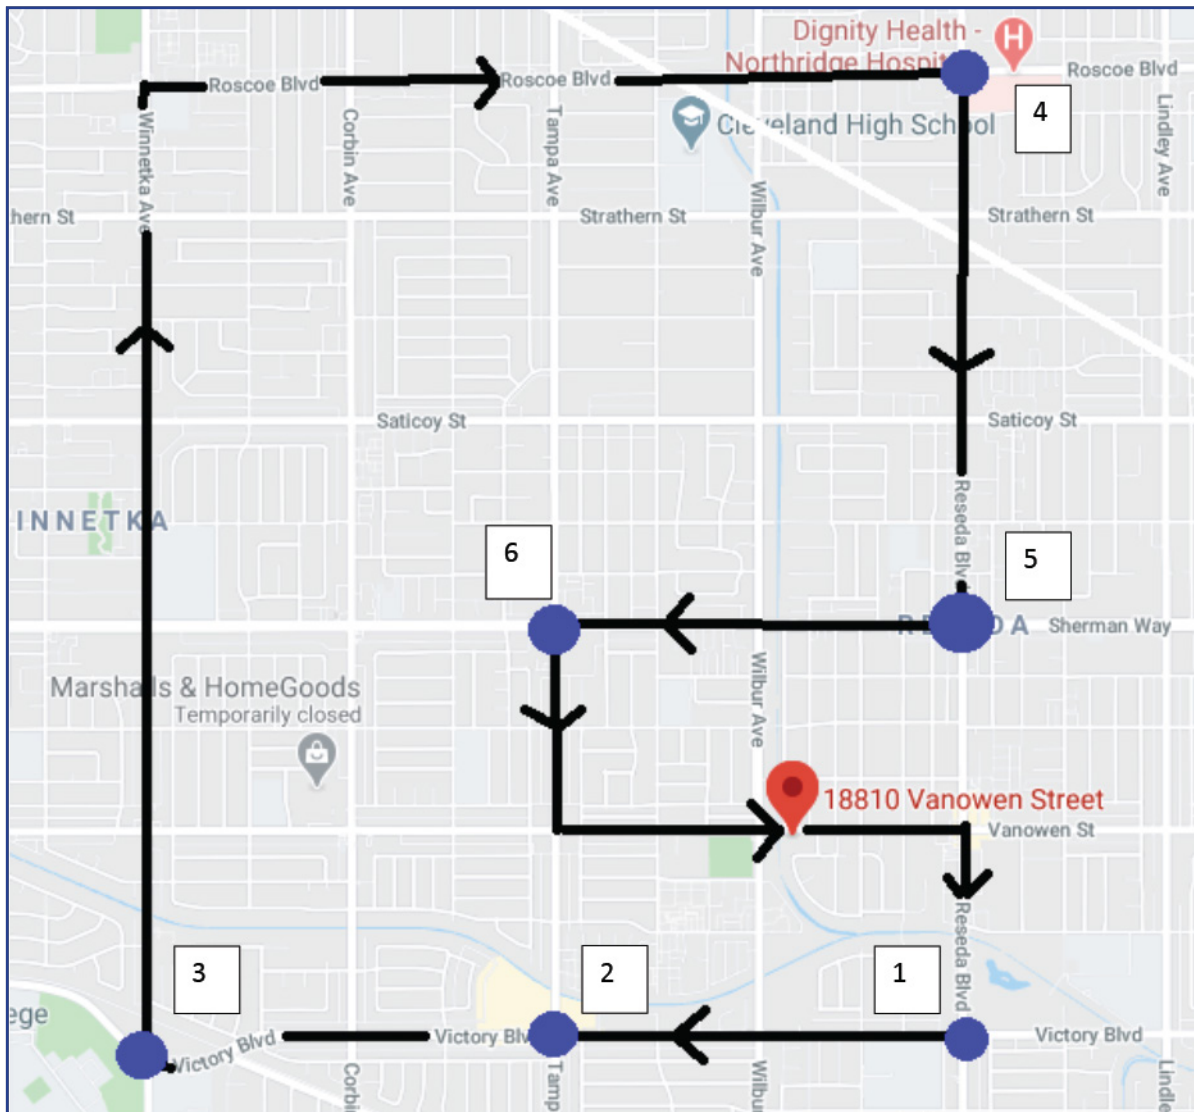 Dignity Health -
Northridge Hospit
Roscoe Blvd
Roscoe Blvd
Roscoe Blvd
4
Cleveland High School
Winnetka Ave
Corbin Ave
Tampa Ave
Wilbur Ave
Lindley Ave
hern St
Strathern St
Strathern St
Saticoy St
Saticoy St
INNETKA
Reseda Blvd
6
5
Sherman Way
Marshalls & HomeGoods
Temporarily closed
Wilbur Ave
18810 Vanowen Street
Vanowen St
3
2
1
Reseda Blvd
ege
Victory Blvd
Victory Blv
Victory Blvd
Corbi
Tamp
Wilbu
Lindle